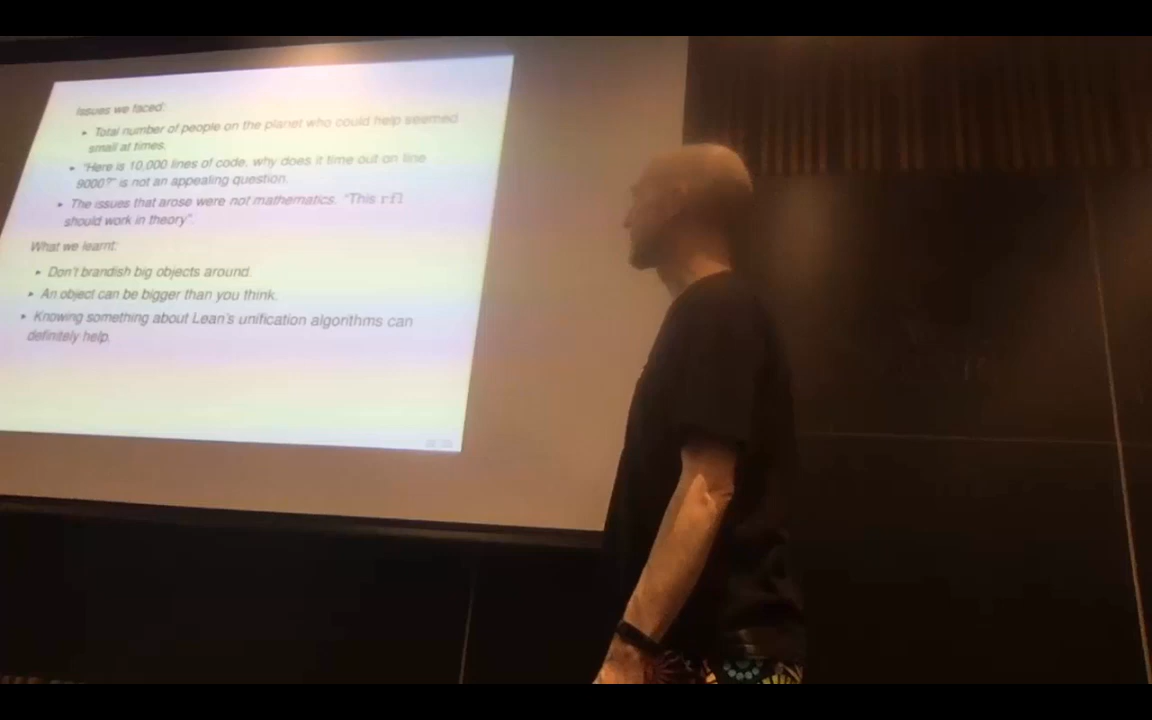 Issues we faced:
▸ Total number of people on the planet who could help seemed
small at times.
▸ "Here is 10,000 lines of code, why does it time out on line
9000?" is not an appealing question.
▸ The issues that arose were not mathematics. "This rfl
should work in theory".
What we learnt:
▸ Don't brandish big objects around.
▸ An object can be bigger than you think.
▸ Knowing something about Lean's unification algorithms can
definitely help.